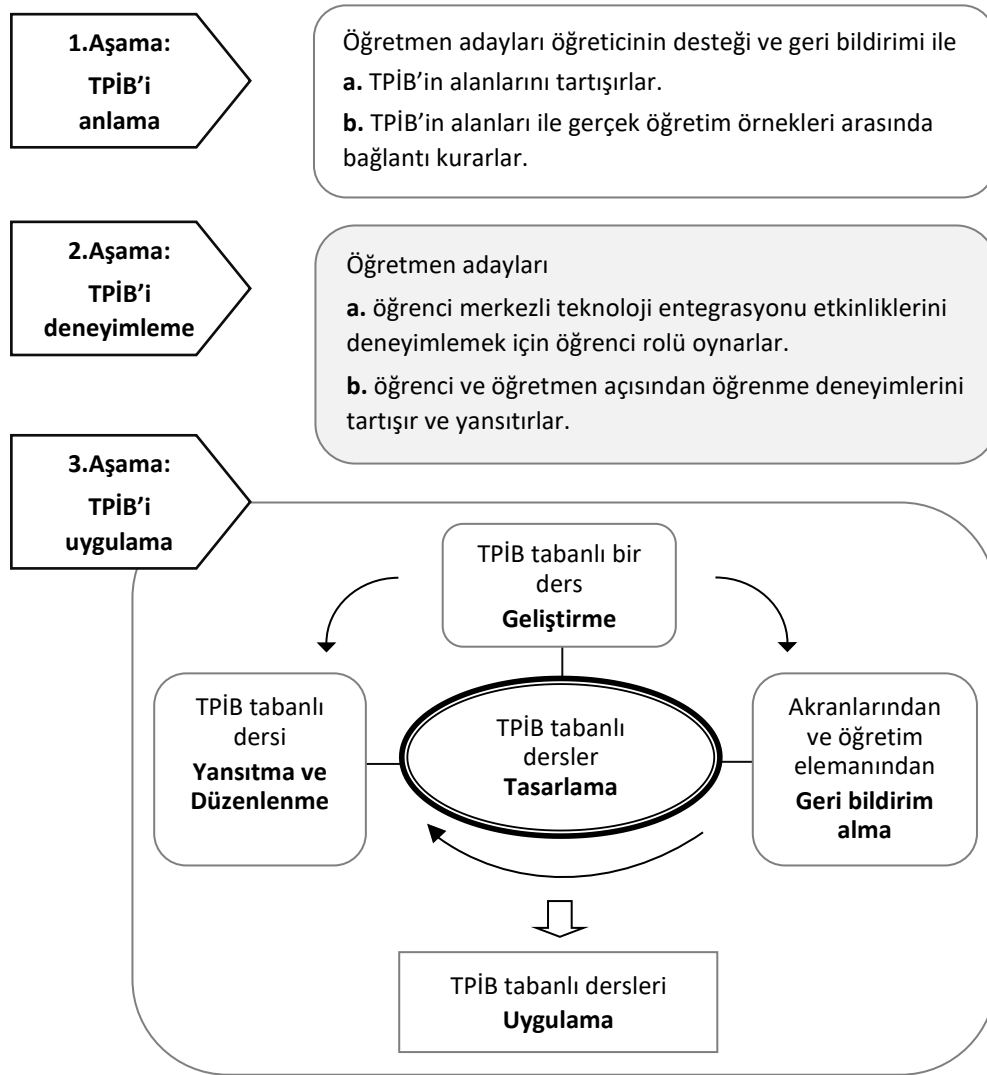 1.Aşama:
TPİB’i
anlama
Öğretmen adayları öğreticinin desteği ve geri bildirimi ile
a. TPİB’in alanlarını tartışırlar.
b. TPİB’in alanları ile gerçek öğretim örnekleri arasında
bağlantı kurarlar.
2.Aşama:
TPİB’i
deneyimleme
Öğretmen adayları
a. öğrenci merkezli teknoloji entegrasyonu etkinliklerini
deneyimlemek için öğrenci rolü oynarlar.
b. öğrenci ve öğretmen açısından öğrenme deneyimlerini
tartışır ve yansıtırlar.
3.Aşama:
TPİB’i
uygulama
TPİB tabanlı bir
ders
Geliştirme
TPİB tabanlı
dersi
Yansıtma ve
Düzenlenme
TPİB tabanlı
dersler
Tasarlama
Akranlarından
ve öğretim
elemanından
Geri bildirim
alma
TPİB tabanlı dersleri
Uygulama